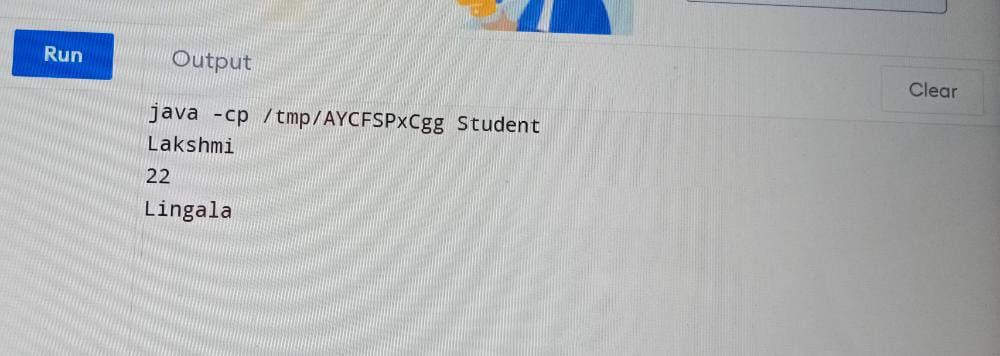 Run
Output
Clear
java -cp /tmp/AYCFSPxCgg Student
Lakshmi
22
Lingala